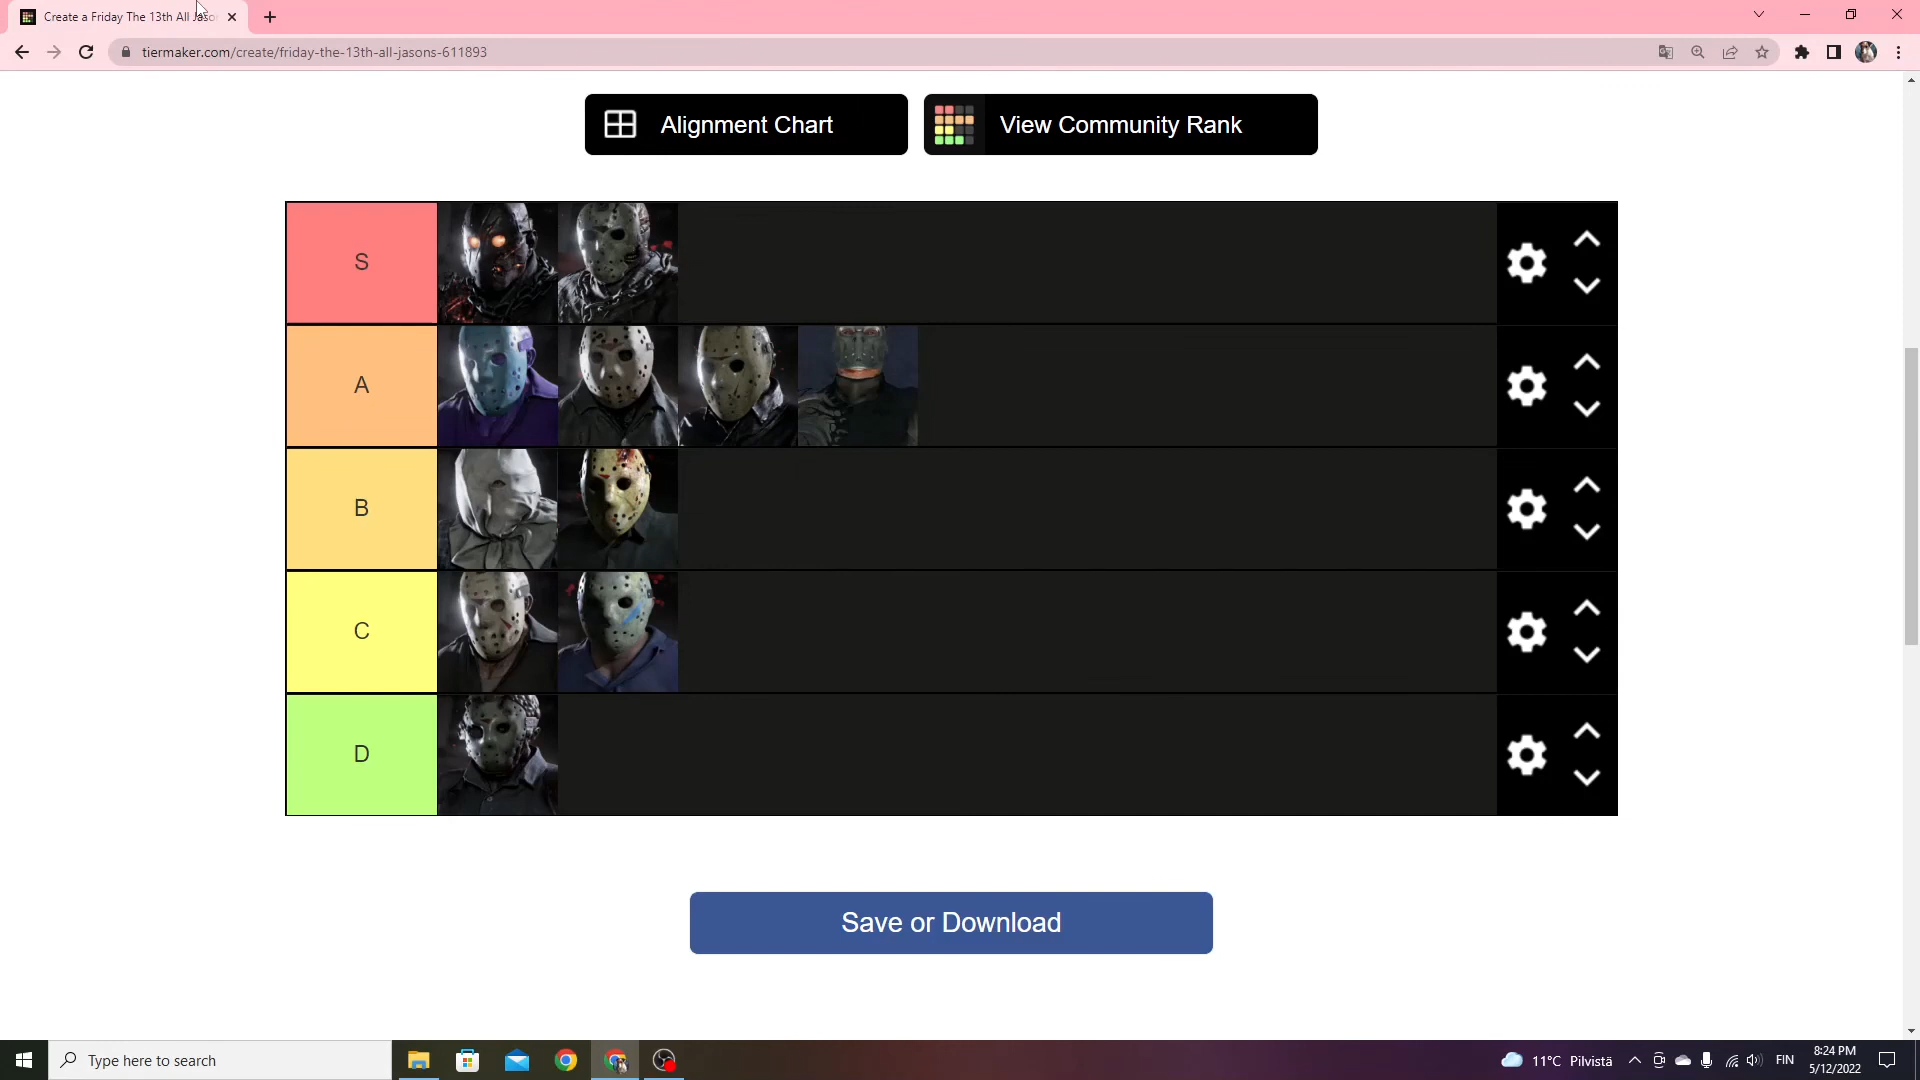 Create a Friday The 13th All Jaso
tiermaker.com/create/friday-the-13th-all-jasons-611893
Alignment Chart
View Community Rank
S
A
B
C
D
Save or Download
Type here to search
11°C Pilvistä
FIN
8:24 PM
5/12/2022